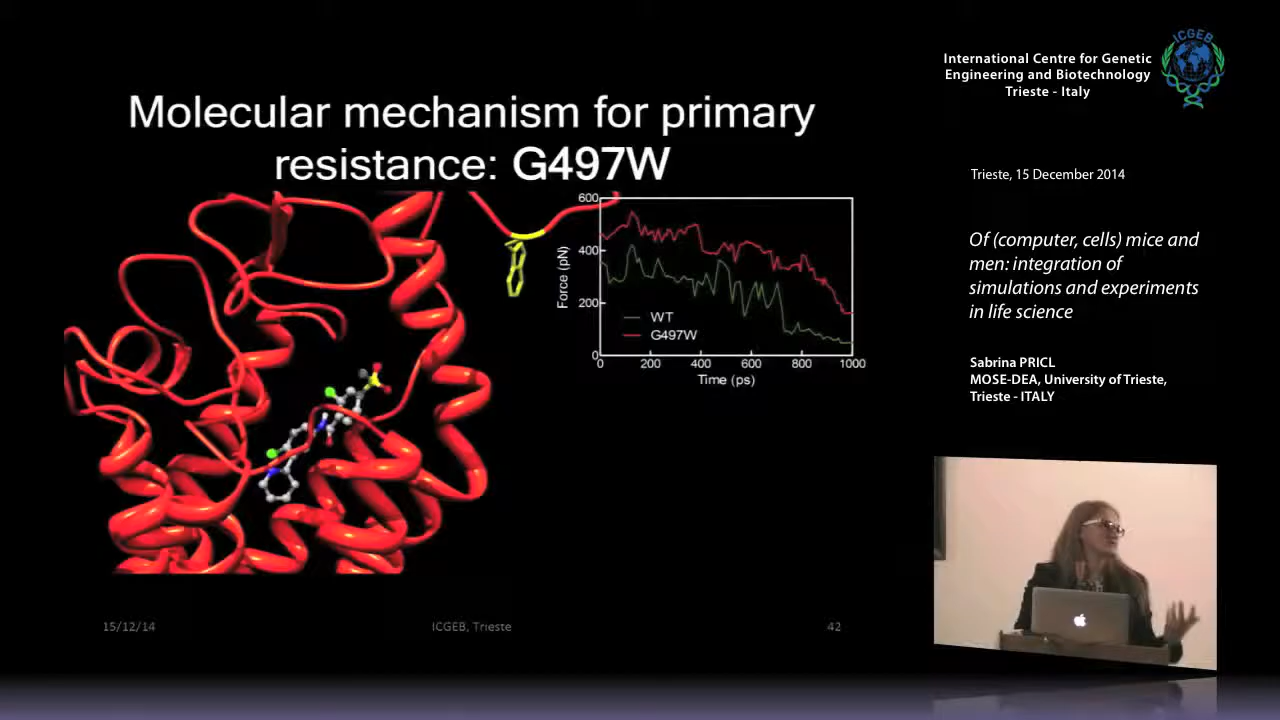 Molecular mechanism for primary
resistance: G497W
600
400
200
0
Force (pN)
WT
G497W
0 200 400 600 800 1000
Time (ps)
15/12/14
ICGEB, Trieste
42
ICGEB
International Centre for Genetic
Engineering and Biotechnology
Trieste - Italy
Trieste, 15 December 2014
Of (computer, cells) mice and
men: integration of
simulations and experiments
in life science
Sabrina PRICL
MOSE-DEA, University of Trieste,
Trieste - ITALY